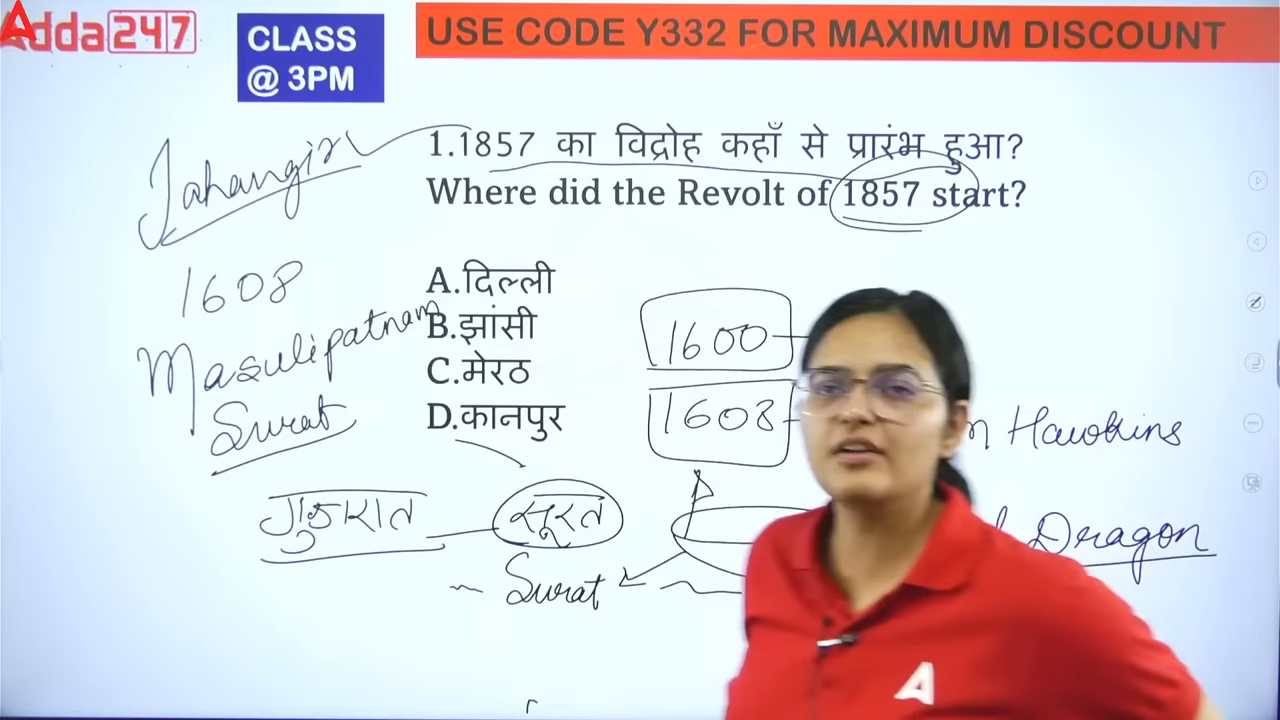 Adda247
CLASS
@ 3PM
USE CODE Y332 FOR MAXIMUM DISCOUNT
Jahangir
1.1857 का विद्रोह कहाँ से प्रारंभ हुआ?
Where did the Revolt of 1857 start?
1608
Masulipatnam
Surat
A.दिल्ली
B.झांसी
C.मेरठ
D.कानपुर
1600
1608
Hawkins
गुजरात
सूरत
Dragon
Surat